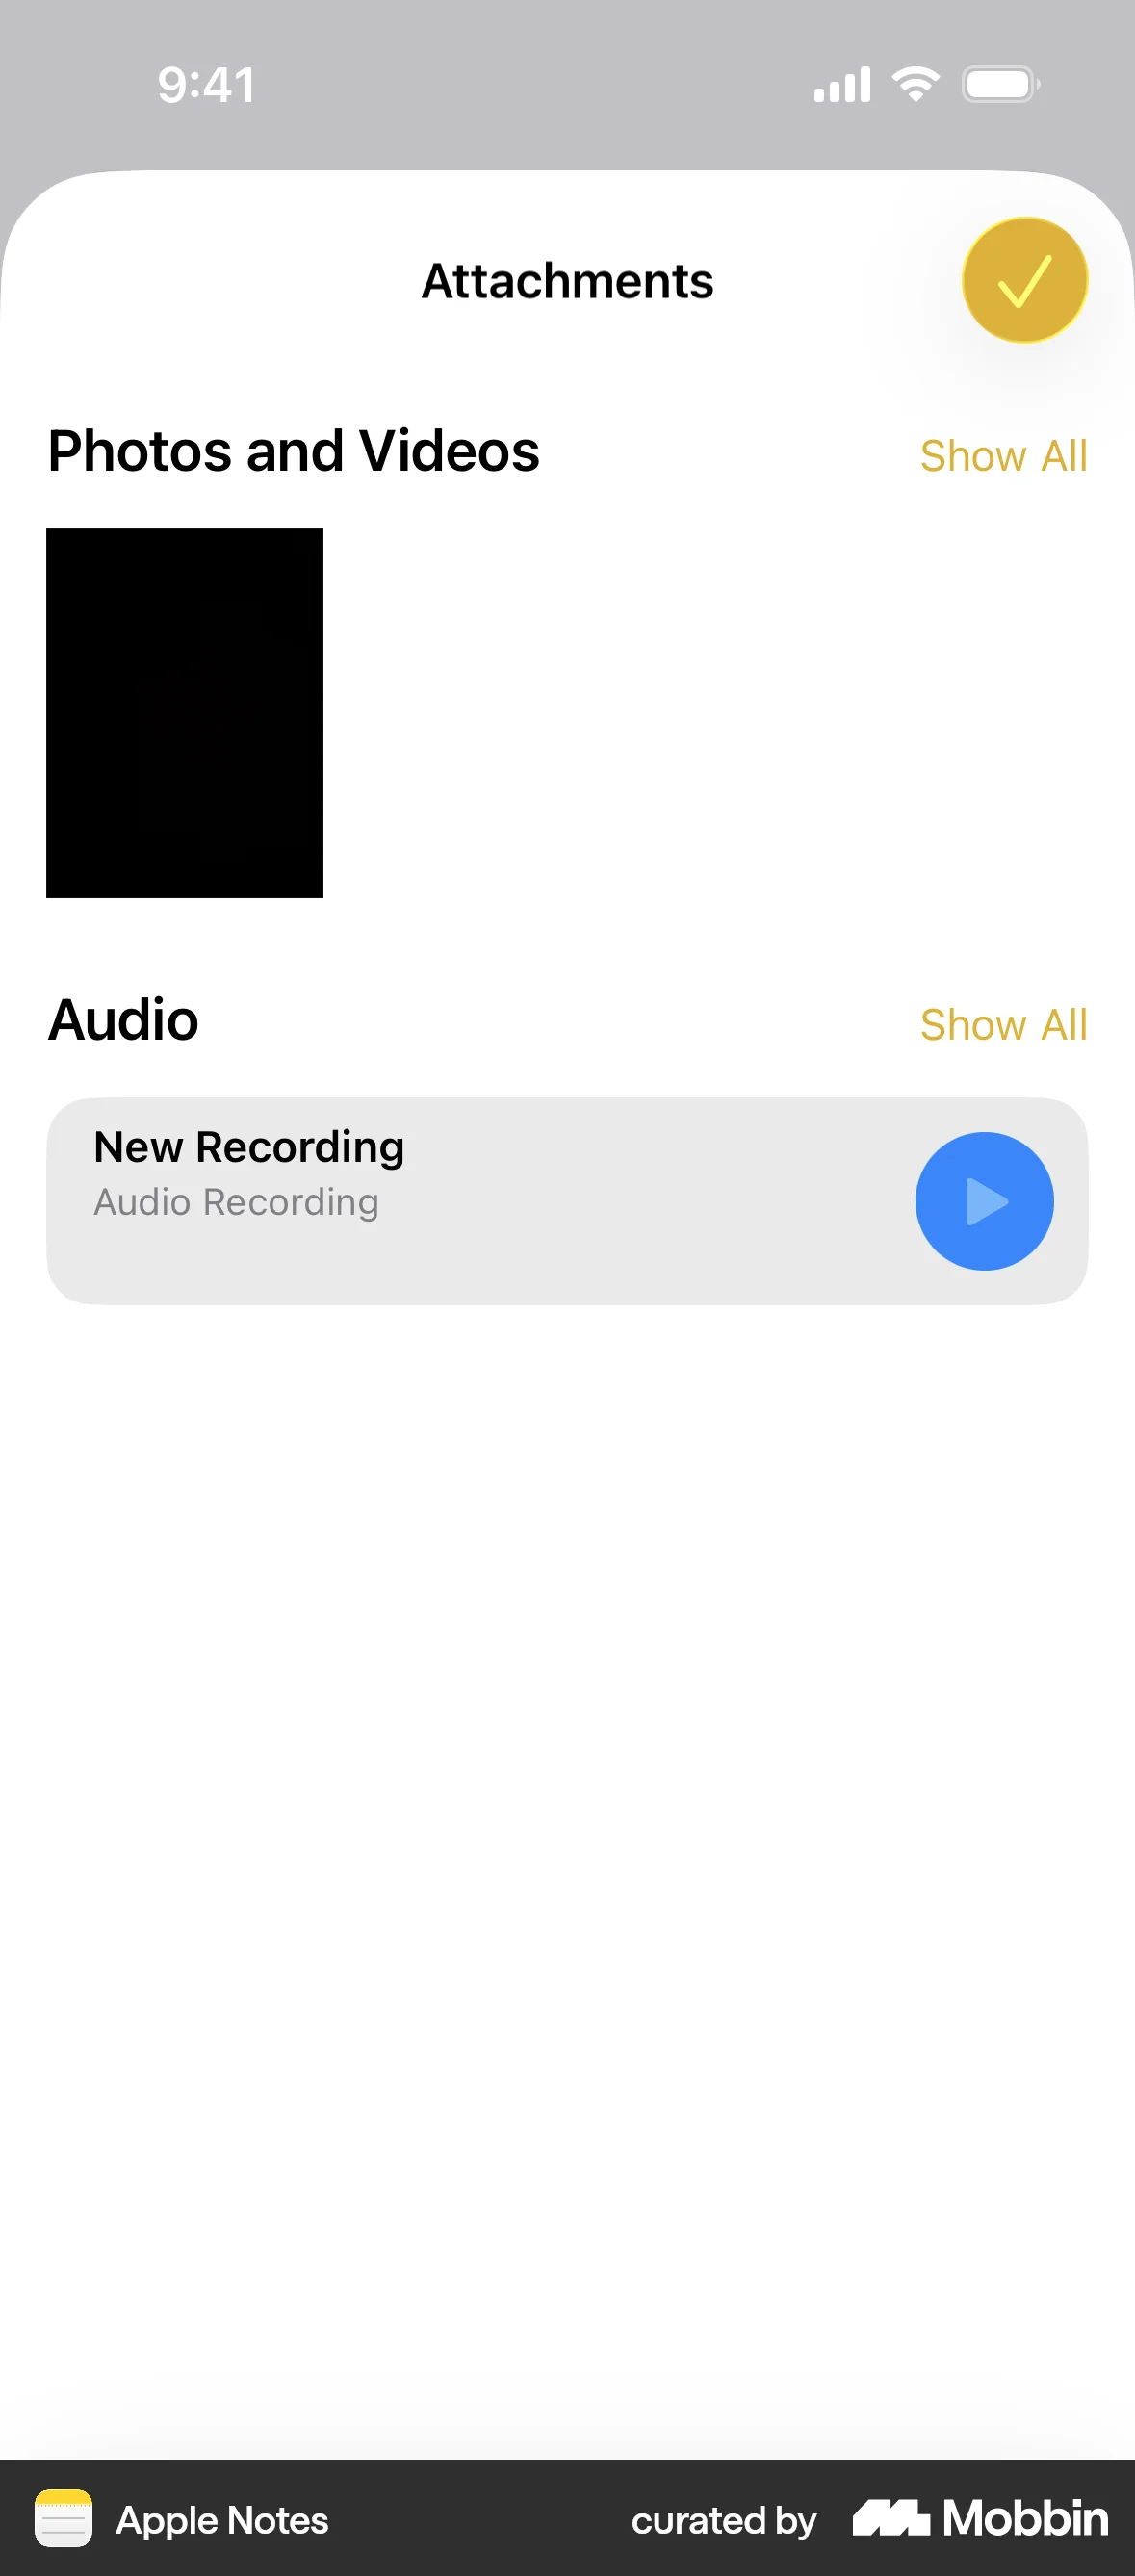 9:41
Attachments
Photos and Videos
Show All
Audio
Show All
New Recording
Audio Recording
Apple Notes
curated by Mobbin